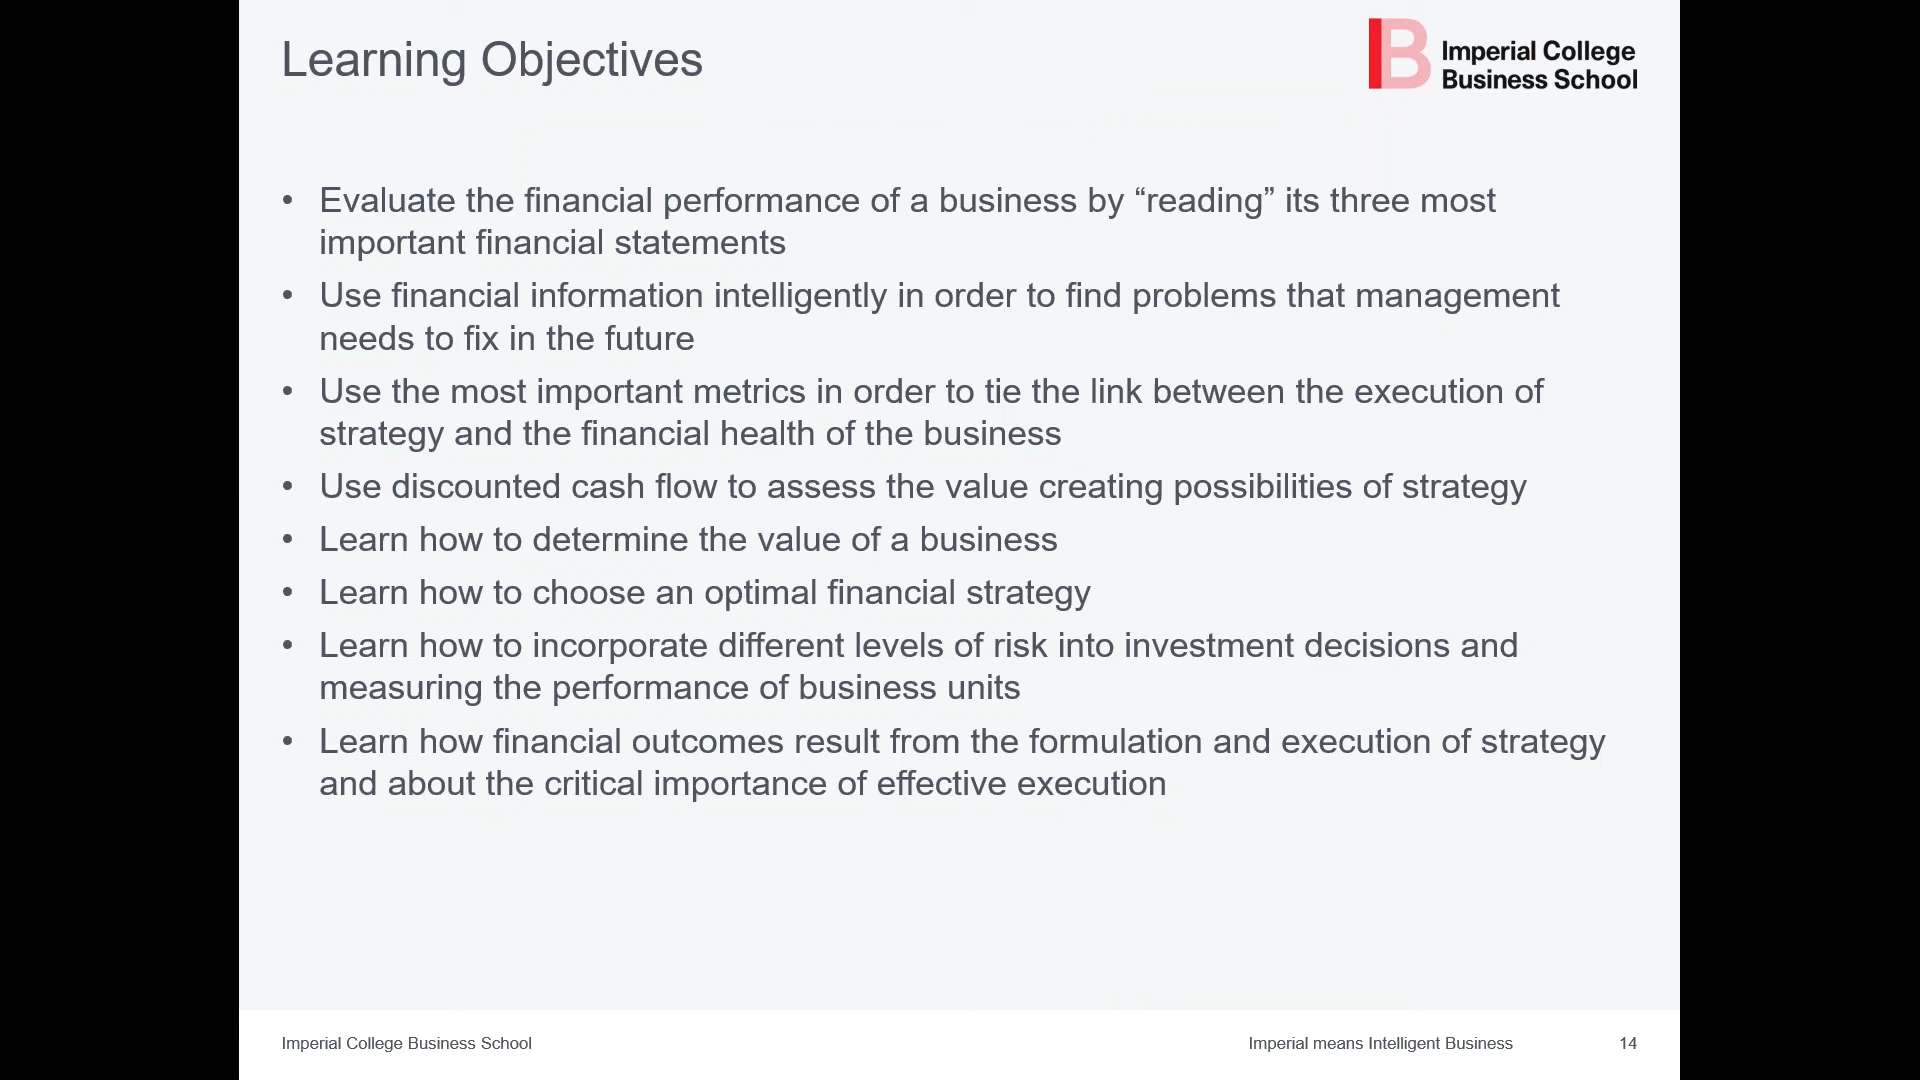 Learning Objectives
B Imperial College
Business School
• Evaluate the financial performance of a business by “reading” its three most
important financial statements
• Use financial information intelligently in order to find problems that management
needs to fix in the future
• Use the most important metrics in order to tie the link between the execution of
strategy and the financial health of the business
• Use discounted cash flow to assess the value creating possibilities of strategy
• Learn how to determine the value of a business
• Learn how to choose an optimal financial strategy
• Learn how to incorporate different levels of risk into investment decisions and
measuring the performance of business units
• Learn how financial outcomes result from the formulation and execution of strategy
and about the critical importance of effective execution
Imperial College Business School
Imperial means Intelligent Business
14